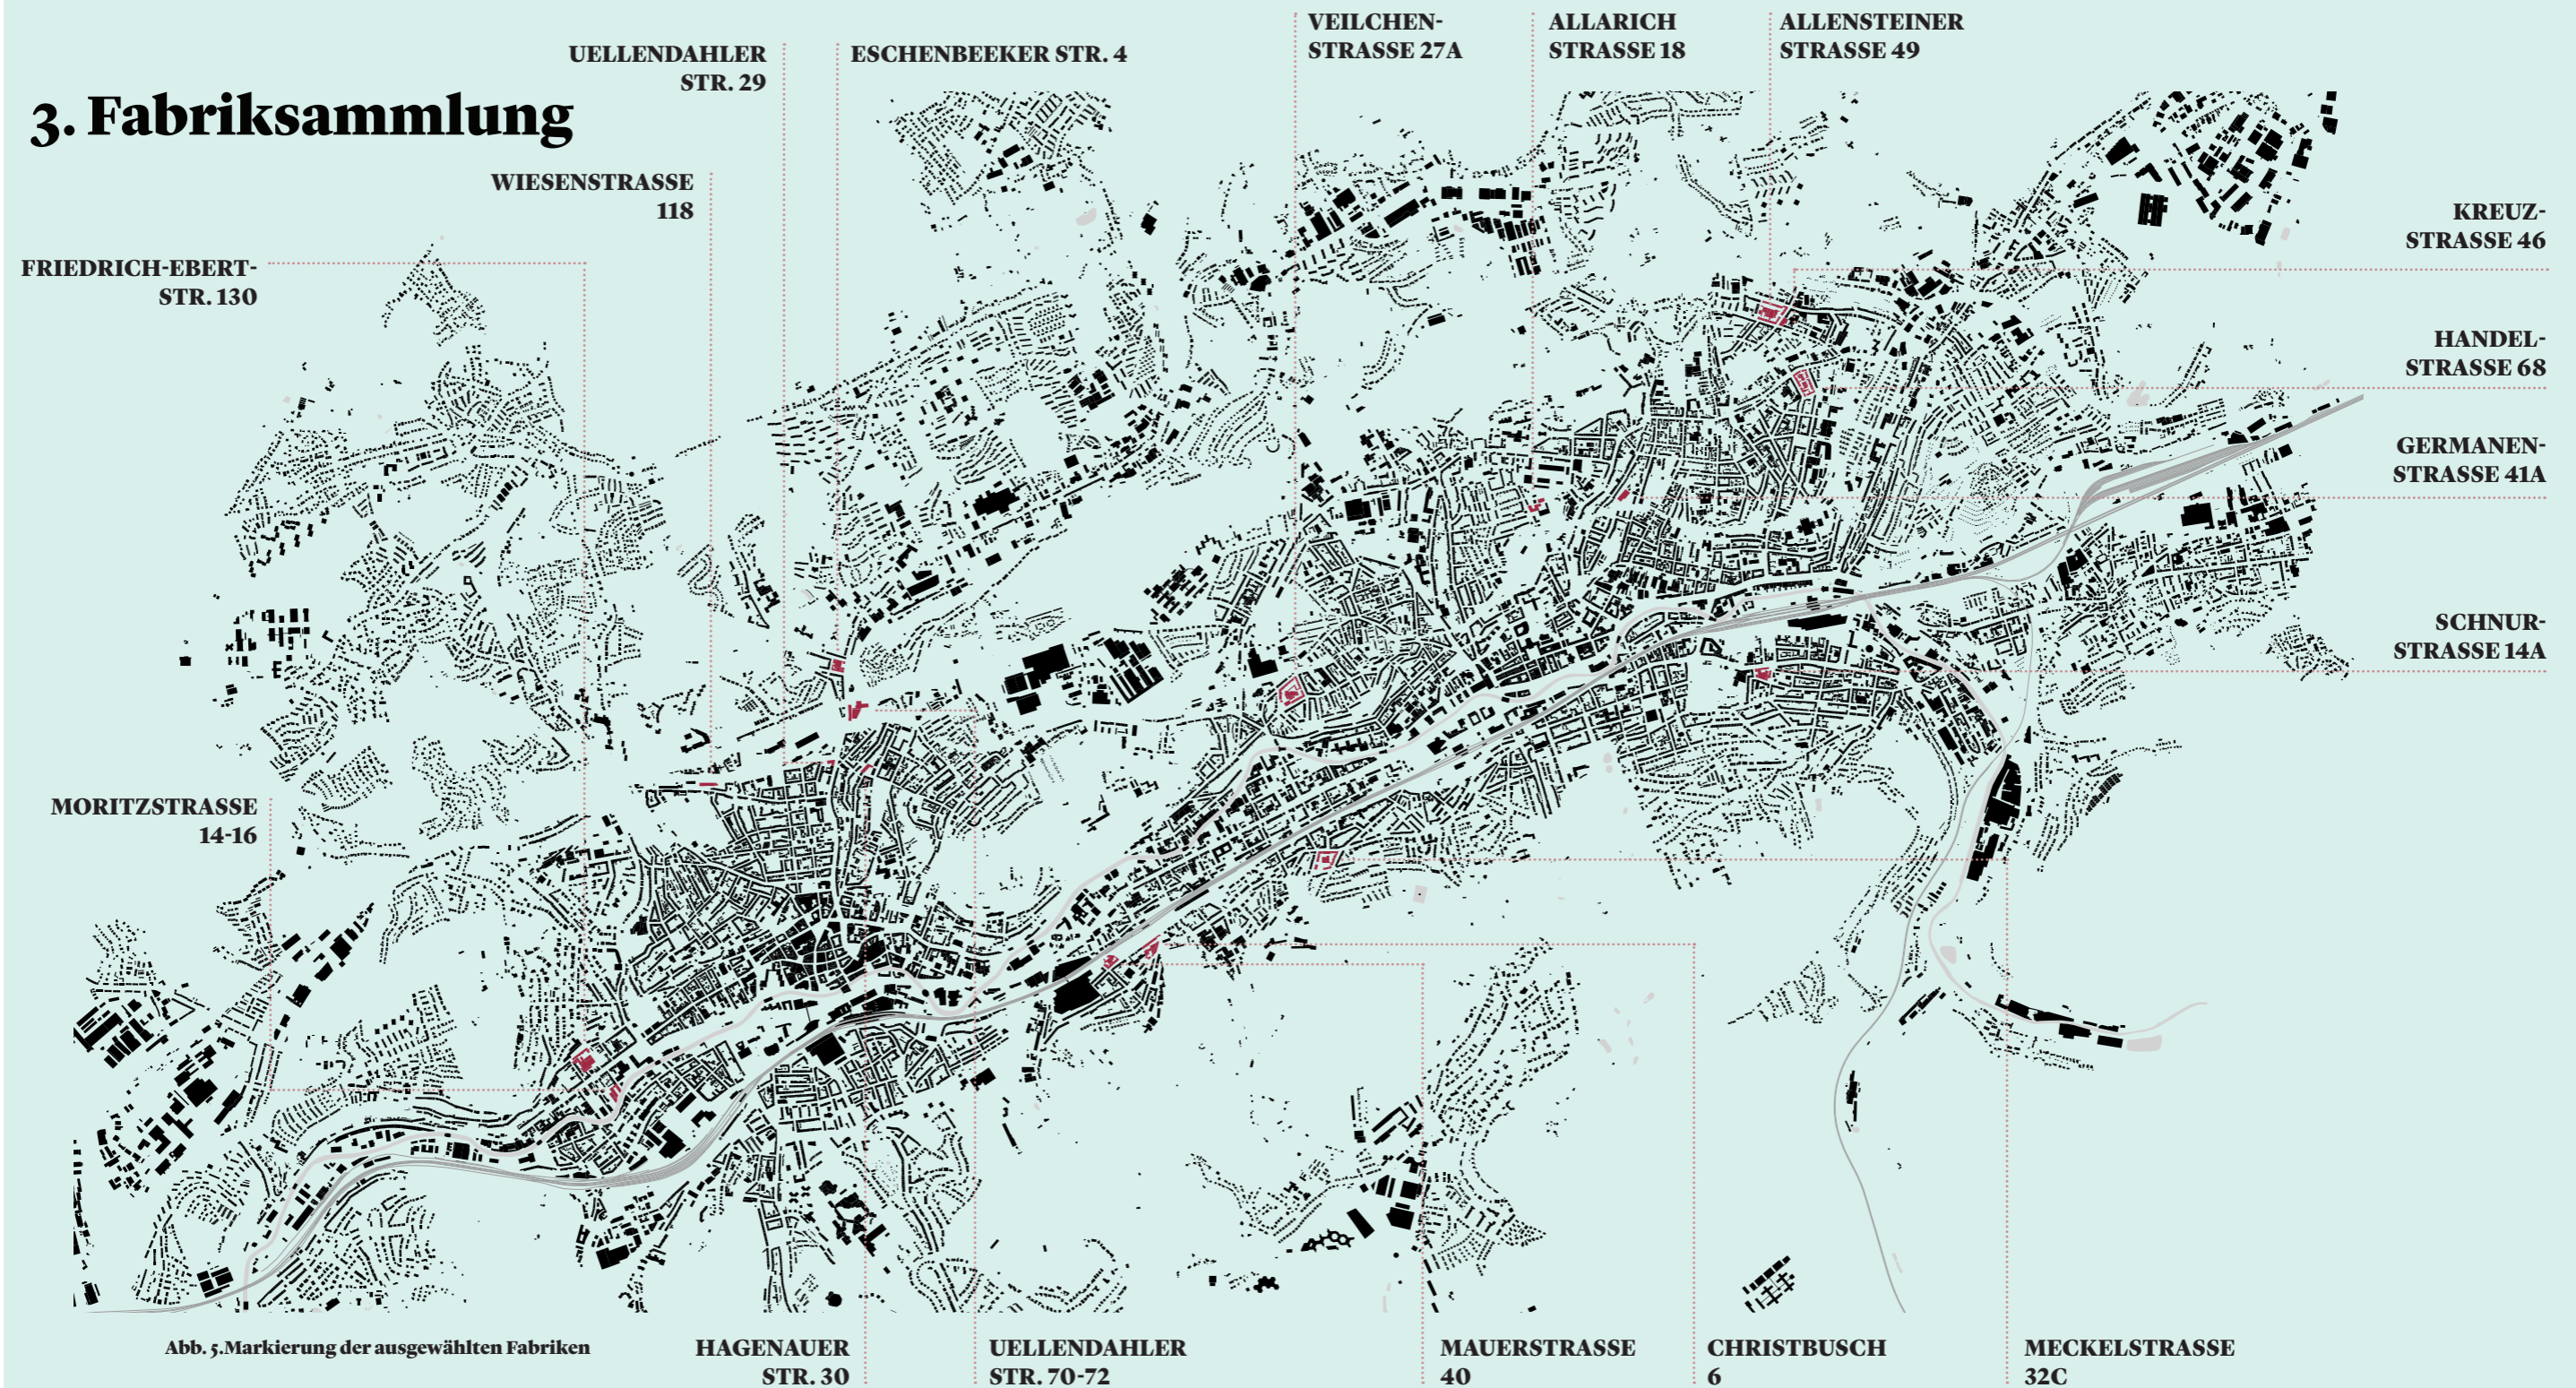 3. Fabriksammlung
UELLENDAHLER
STR. 29
ESCHENBEEKER STR. 4
VEILCHEN-
STRASSE 27A
ALLARICH
STRASSE 18
ALLENSTEINER
STRASSE 49
WIESENSTRASSE
118
FRIEDRICH-EBERT-
STR. 130
KREUZ-
STRASSE 46
HANDEL-
STRASSE 68
GERMANEN-
STRASSE 41A
SCHNUR-
STRASSE 14A
MORITZSTRASSE
14-16
Abb. 5.Markierung der ausgewählten Fabriken
HAGENAUER
STR. 30
UELLENDAHLER
STR. 70-72
MAUERSTRASSE
40
CHRISTBUSCH
6
MECKELSTRASSE
32C